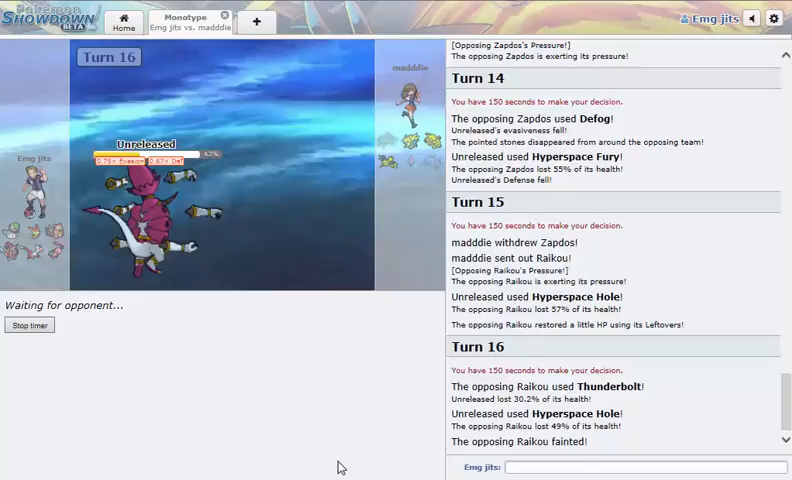 Pokémon
SHOWDOWN
BETA
Home
Monotype
Emg jits vs. madddie
Emg jits
Turn 16
madddie
Unreleased
43%
0.75× Evasion
0.67× Def
Emg jits
Waiting for opponent...
Stop timer
[Opposing Zapdos's Pressure!]
The opposing Zapdos is exerting its pressure!
Turn 14
You have 150 seconds to make your decision.
The opposing Zapdos used Defog!
Unreleased's evasiveness fell!
The pointed stones disappeared from around the opposing team!
Unreleased used Hyperspace Fury!
The opposing Zapdos lost 55% of its health!
Unreleased's Defense fell!
Turn 15
You have 150 seconds to make your decision.
madddie withdrew Zapdos!
madddie sent out Raikou!
[Opposing Raikou's Pressure!]
The opposing Raikou is exerting its pressure!
Unreleased used Hyperspace Hole!
The opposing Raikou lost 57% of its health!
The opposing Raikou restored a little HP using its Leftovers!
Turn 16
You have 150 seconds to make your decision.
The opposing Raikou used Thunderbolt!
Unreleased lost 30.2% of its health!
Unreleased used Hyperspace Hole!
The opposing Raikou lost 49% of its health!
The opposing Raikou fainted!
Emg jits: